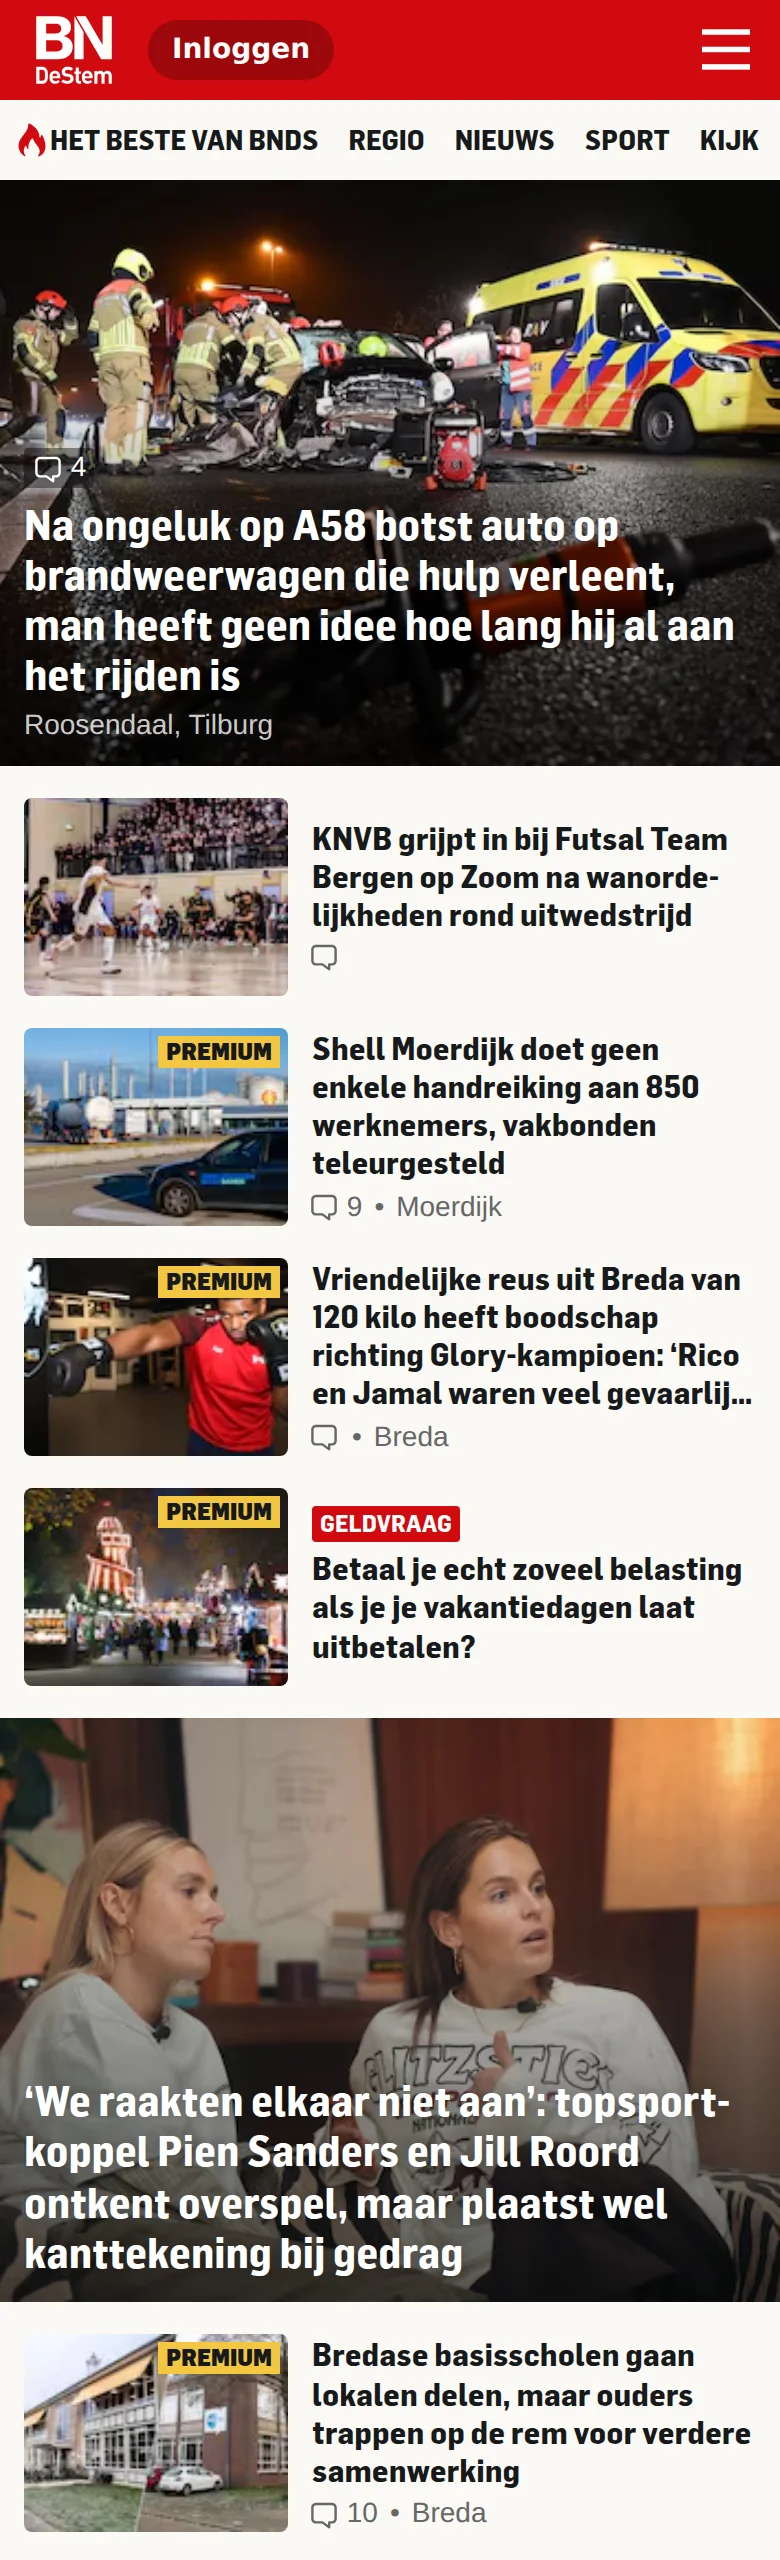 BN
DeStem
Inloggen
HET BESTE VAN BNDS REGIO NIEUWS SPORT KIJK
4
Na ongeluk op A58 botst auto op
brandweerwagen die hulp verleent,
man heeft geen idee hoe lang hij al aan
het rijden is
Roosendaal, Tilburg
KNVB grijpt in bij Futsal Team
Bergen op Zoom na wanorde-
lijkheden rond uitwedstrijd
PREMIUM
Shell Moerdijk doet geen
enkele handreiking aan 850
werknemers, vakbonden
teleurgesteld
9 • Moerdijk
PREMIUM
Vriendelijke reus uit Breda van
120 kilo heeft boodschap
richting Glory-kampioen: ‘Rico
en Jamal waren veel gevaarlij...
• Breda
PREMIUM
GELDVRAAG
Betaal je echt zoveel belasting
als je je vakantiedagen laat
uitbetalen?
‘We raakten elkaar niet aan’: topsport-
koppel Pien Sanders en Jill Roord
ontkent overspel, maar plaatst wel
kanttekening bij gedrag
PREMIUM
Bredase basisscholen gaan
lokalen delen, maar ouders
trappen op de rem voor verdere
samenwerking
10 • Breda